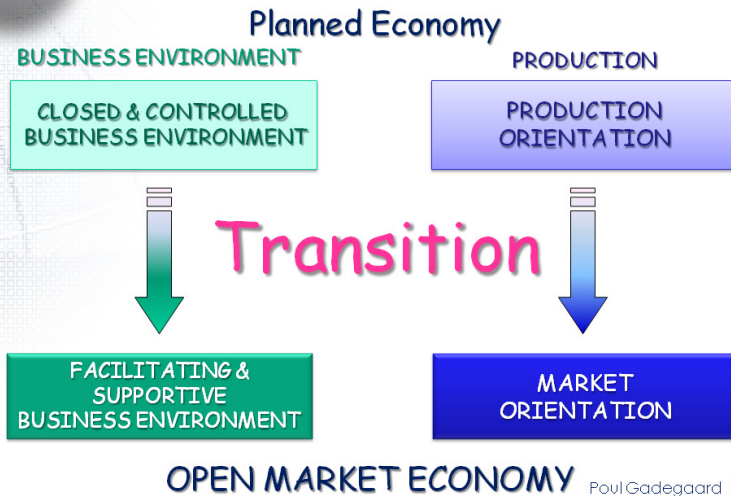 Planned Economy
BUSINESS ENVIRONMENT
PRODUCTION
CLOSED & CONTROLLED
BUSINESS ENVIRONMENT
PRODUCTION
ORIENTATION
Transition
FACILITATING &
SUPPORTIVE
BUSINESS ENVIRONMENT
MARKET
ORIENTATION
OPEN MARKET ECONOMY
Poul Gadegaard